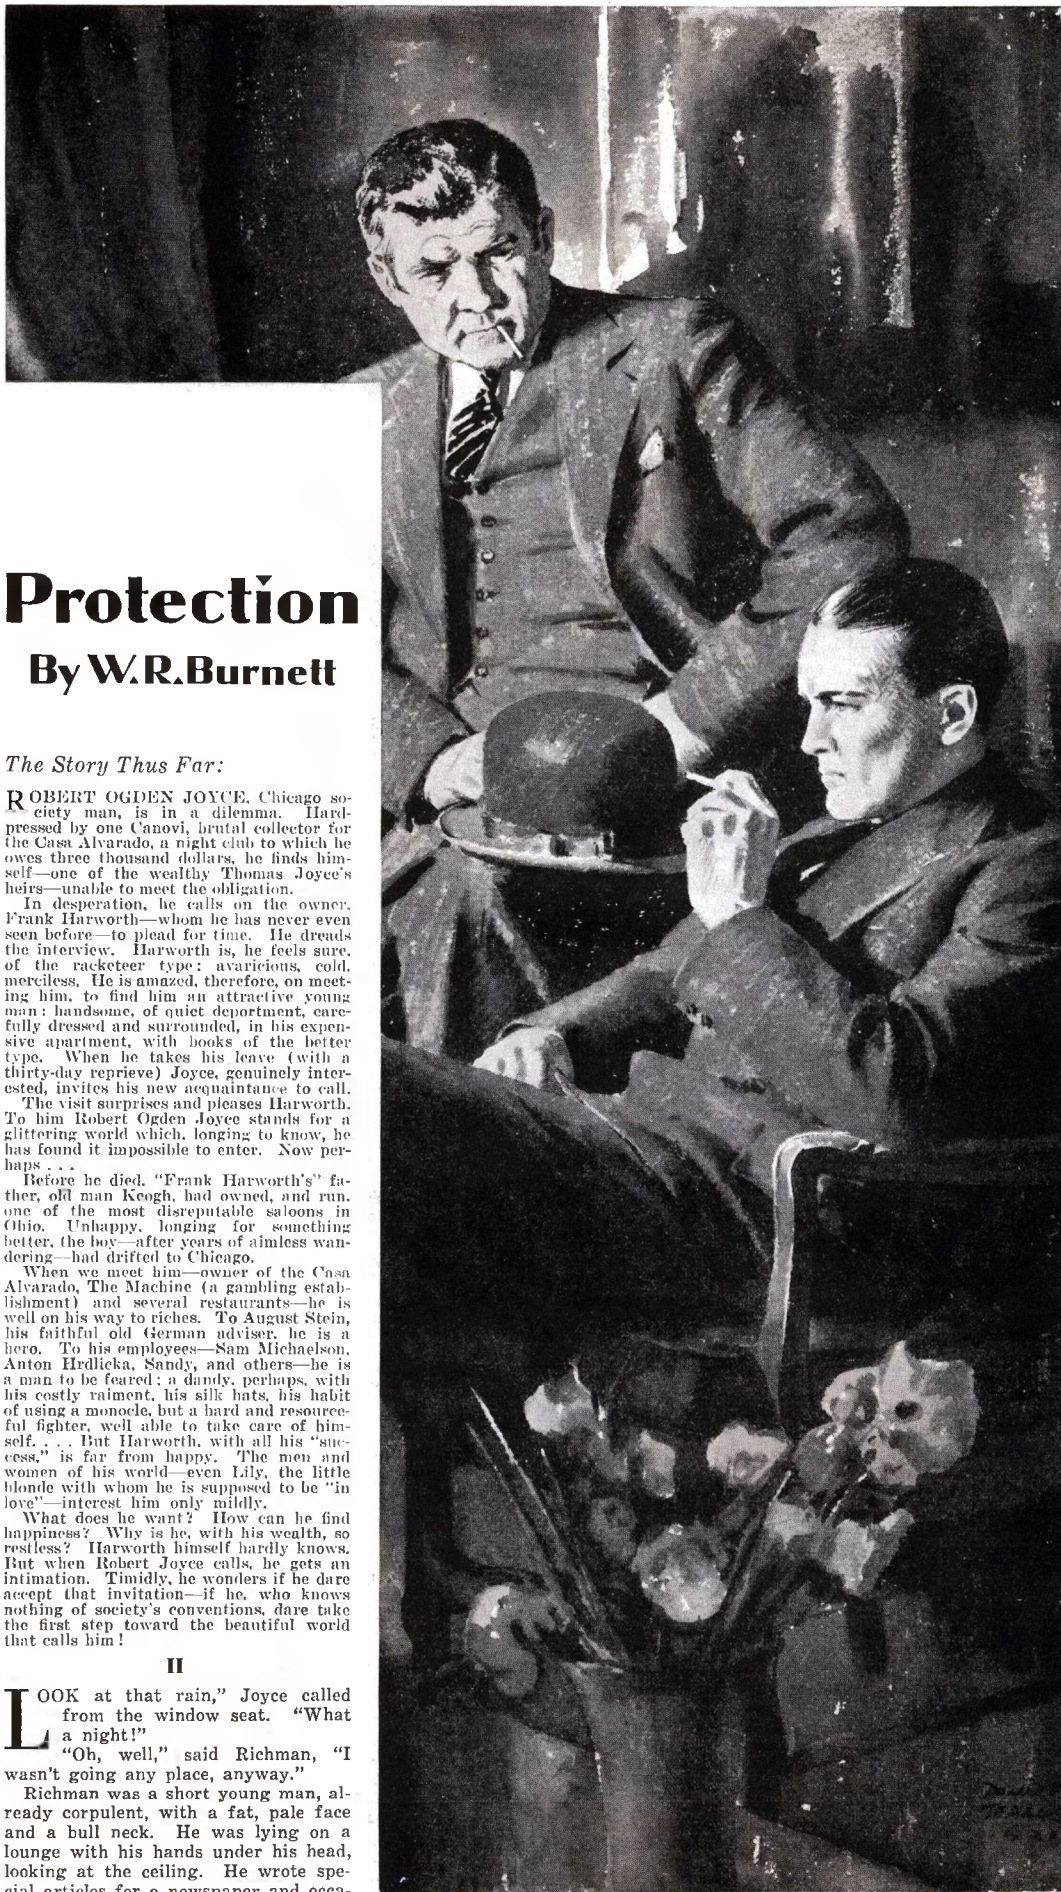 Protection
By W.R. Burnett
The Story Thus Far:
ROBERT OGDEN JOYCE, Chicago so-
ciety man, is in a dilemma. Hard-
pressed by one Canovi, brutal collector for
the Casa Alvarado, a night club to which he
owes three thousand dollars, he finds him-
self—one of the wealthy Thomas Joyce's
heirs—unable to meet the obligation.
In desperation, he calls on the owner,
Frank Harworth—whom he has never even
seen before—to plead for time. He dreads
the interview. Harworth is, he feels sure,
of the racketeer type: avaricious, cold,
merciless. He is amazed, therefore, on meet-
ing him, to find him an attractive young
man: handsome, of quiet deportment, care-
fully dressed and surrounded, in his expen-
sive apartment, with books of the better
type. When he takes his leave (with a
thirty-day reprieve) Joyce, genuinely inter-
ested, invites his new acquaintance to call.
The visit surprises and pleases Harworth.
To him Robert Ogden Joyce stands for a
glittering world which, longing to know, he
has found it impossible to enter. Now per-
haps . . .
Before he died, "Frank Harworth's" fa-
ther, old man Keogh, had owned, and run,
one of the most disreputable saloons in
Ohio. Unhappy, longing for something
better, the boy—after years of aimless wan-
dering—had drifted to Chicago.
When we meet him—owner of the Casa
Alvarado, The Machine (a gambling estab-
lishment) and several restaurants—he is
well on his way to riches. To August Stein,
his faithful old German adviser, he is a
hero. To his employees—Sam Michaelson,
Anton Hrdlicka, Sandy, and others—he is
a man to be feared; a dandy, perhaps, with
his costly raiment, his silk hats, his habit
of using a monocle, but a hard and resource-
ful fighter, well able to take care of him-
self. . . . But Harworth, with all his "suc-
cess," is far from happy. The men and
women of his world—even Lily, the little
blonde with whom he is supposed to be "in
love"—interest him only mildly.
What does he want? How can he find
happiness? Why is he, with his wealth, so
restless? Harworth himself hardly knows.
But when Robert Joyce calls, he gets an
intimation. Timidly, he wonders if he dare
accept that invitation—if he, who knows
nothing of society's conventions, dare take
the first step toward the beautiful world
that calls him!
II
LOOK at that rain," Joyce called
from the window seat. "What
a night!"
"Oh, well," said Richman, "I
wasn't going any place, anyway."
Richman was a short young man, al-
ready corpulent, with a fat, pale face
and a bull neck. He was lying on a
lounge with his hands under his head,
looking at the ceiling. He wrote spe-
cial articles for a newspaper and occa-